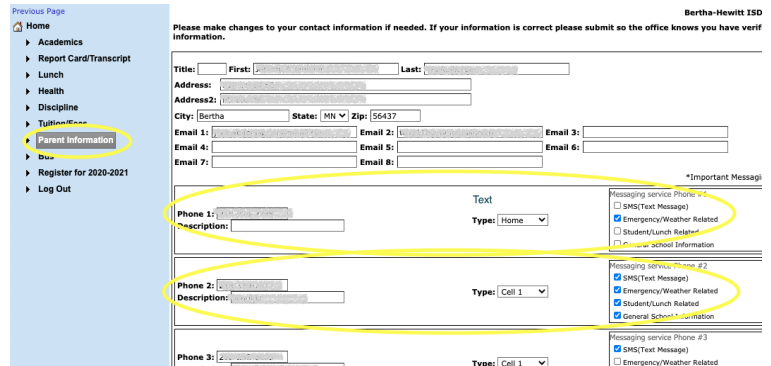 Previous Page
Bertha-Hewitt ISD
Home
Academics
Report Card/Transcript
Lunch
Health
Discipline
Tuition/Fees
Parent Information
Bus
Register for 2020-2021
Log Out
Please make changes to your contact information if needed. If your information is correct please submit so the office knows you have verif
information.
Title: First: Last:
Address:
Address2:
City: Bertha State: MN Zip: 56437
Email 1: Email 2: Email 3:
Email 4: Email 5: Email 6:
Email 7: Email 8:
*Important Messagi
Text
Phone 1:
Description:
Type: Home
Messaging service Phone #1
SMS(Text Message)
Emergency/Weather Related
Student/Lunch Related
General School Information
Phone 2:
Description:
Type: Cell 1
Messaging service Phone #2
SMS(Text Message)
Emergency/Weather Related
Student/Lunch Related
General School Information
Phone 3:
Type: Cell 1
Messaging service Phone #3
SMS(Text Message)
Emergency/Weather Related